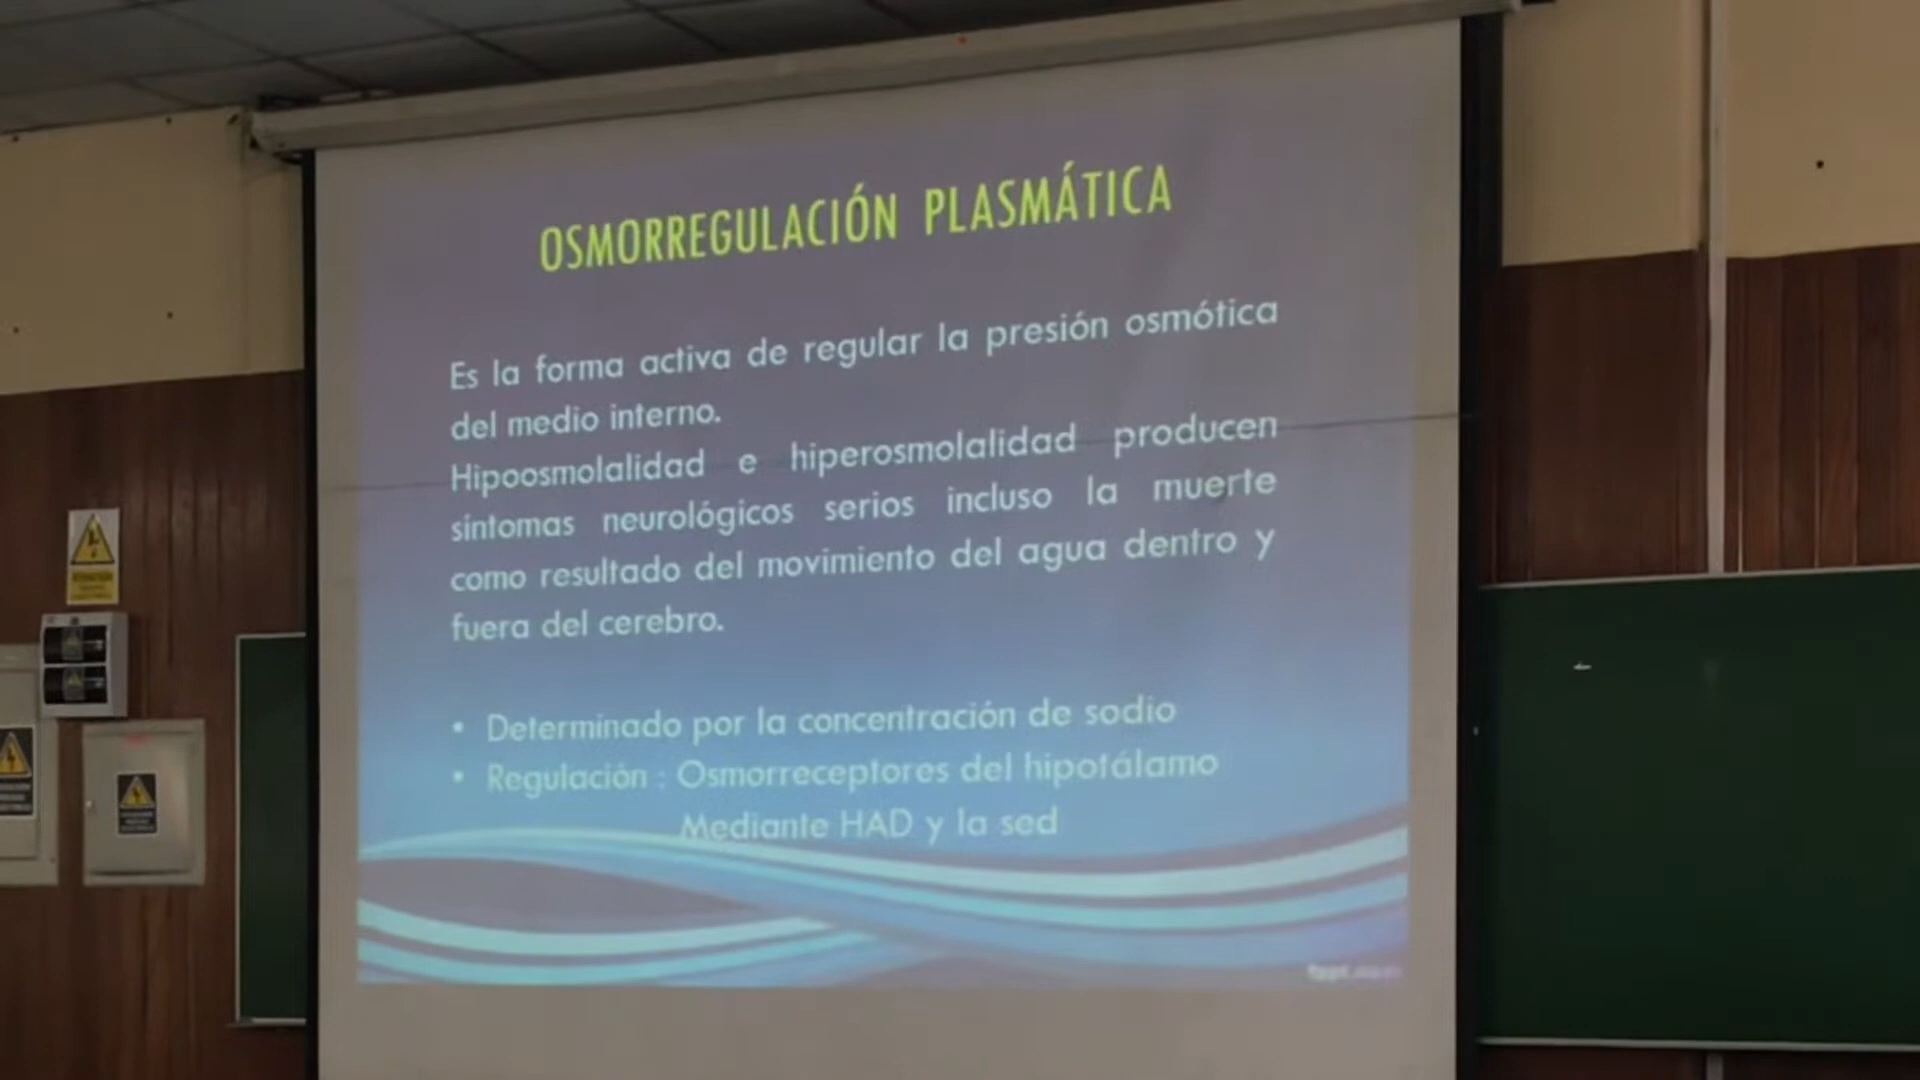 OSMORREGULACIÓN PLASMÁTICA
Es la forma activa de regular la presión osmótica
del medio interno.
Hipoosmolalidad e hiperosmolalidad producen
síntomas neurológicos serios incluso la muerte
como resultado del movimiento del agua dentro y
fuera del cerebro.
• Determinado por la concentración de sodio
• Regulación : Osmorreceptores del hipotálamo
Mediante HAD y la sed